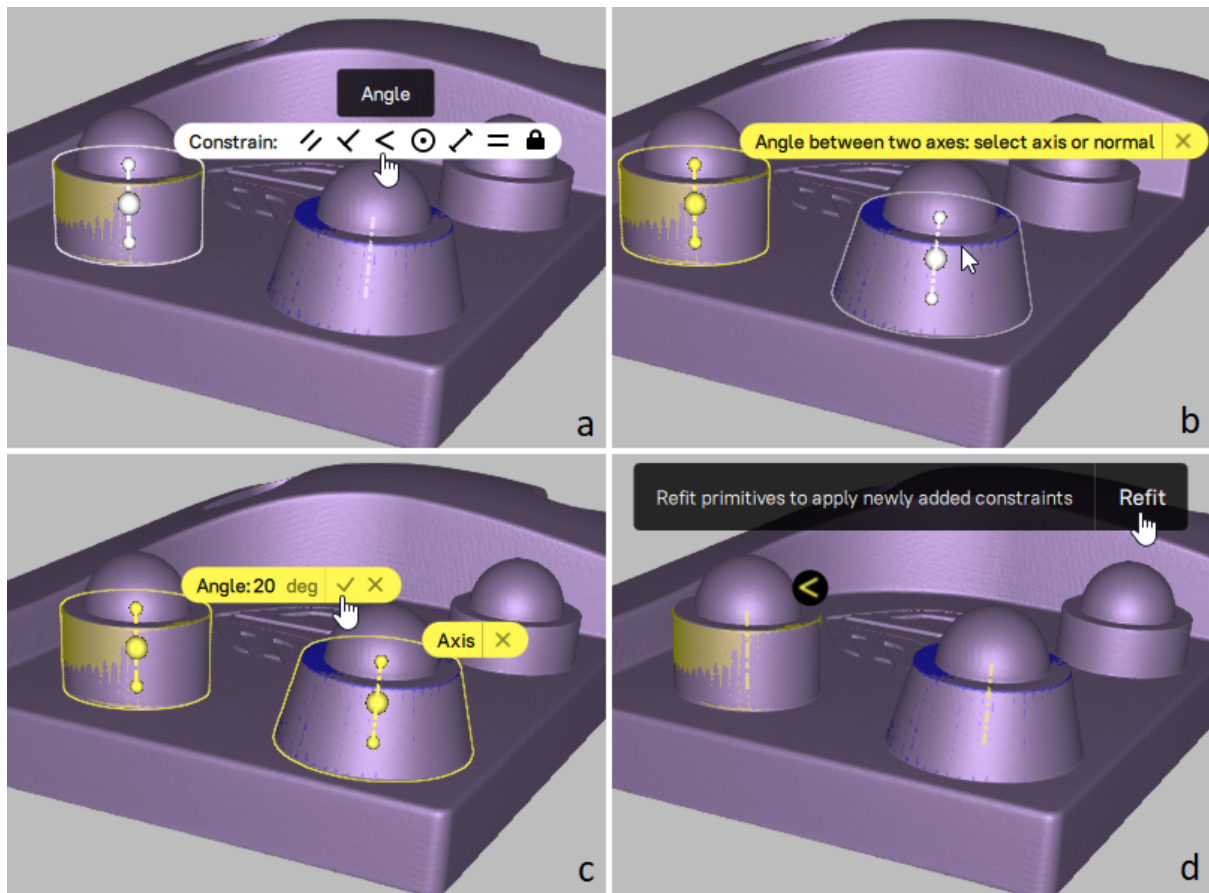 Angle
Constrain:
a
Angle between two axes: select axis or normal
b
Angle: 20 deg
Axis
c
Refit primitives to apply newly added constraints
Refit
d